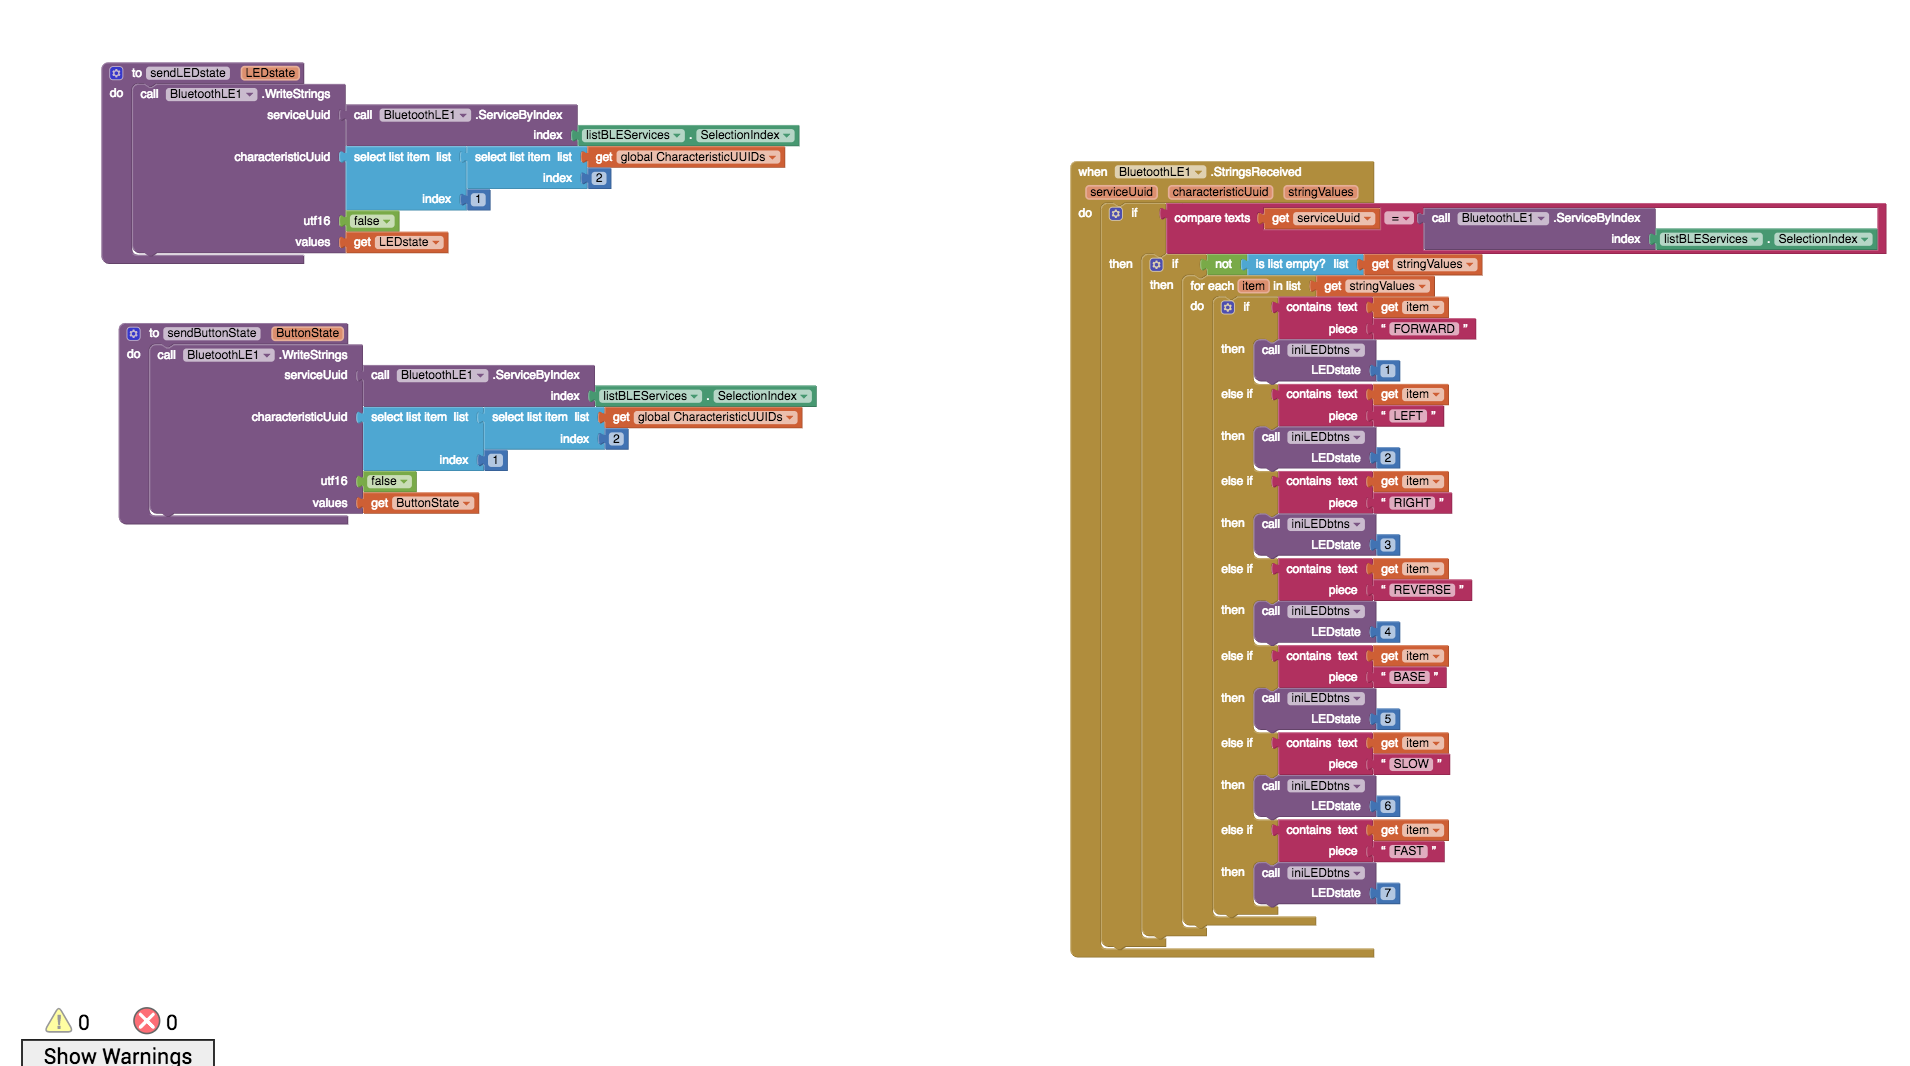 to sendLEDstate LEDstate
do call BluetoothLE1 .WriteStrings
serviceUuid call BluetoothLE1 .ServiceByIndex
index listBLEServices . SelectionIndex
characteristicUuid select list item list select list item list get global CharacteristicUUIDs
index 2
index 1
utf16 false
values get LEDstate
to sendButtonState ButtonState
do call BluetoothLE1 .WriteStrings
serviceUuid call BluetoothLE1 .ServiceByIndex
index listBLEServices . SelectionIndex
characteristicUuid select list item list select list item list get global CharacteristicUUIDs
index 2
index 1
utf16 false
values get ButtonState
when BluetoothLE1 .StringsReceived
serviceUuid characteristicUuid stringValues
do if compare texts get serviceUuid = call BluetoothLE1 .ServiceByIndex
index listBLEServices . SelectionIndex
then if not is list empty? list get stringValues
then for each item in list get stringValues
do if contains text get item
piece " FORWARD "
then call iniLEDbtns
LEDstate 1
else if contains text get item
piece " LEFT "
then call iniLEDbtns
LEDstate 2
else if contains text get item
piece " RIGHT "
then call iniLEDbtns
LEDstate 3
else if contains text get item
piece " REVERSE "
then call iniLEDbtns
LEDstate 4
else if contains text get item
piece " BASE "
then call iniLEDbtns
LEDstate 5
else if contains text get item
piece " SLOW "
then call iniLEDbtns
LEDstate 6
else if contains text get item
piece " FAST "
then call iniLEDbtns
LEDstate 7
0 0
Show Warnings